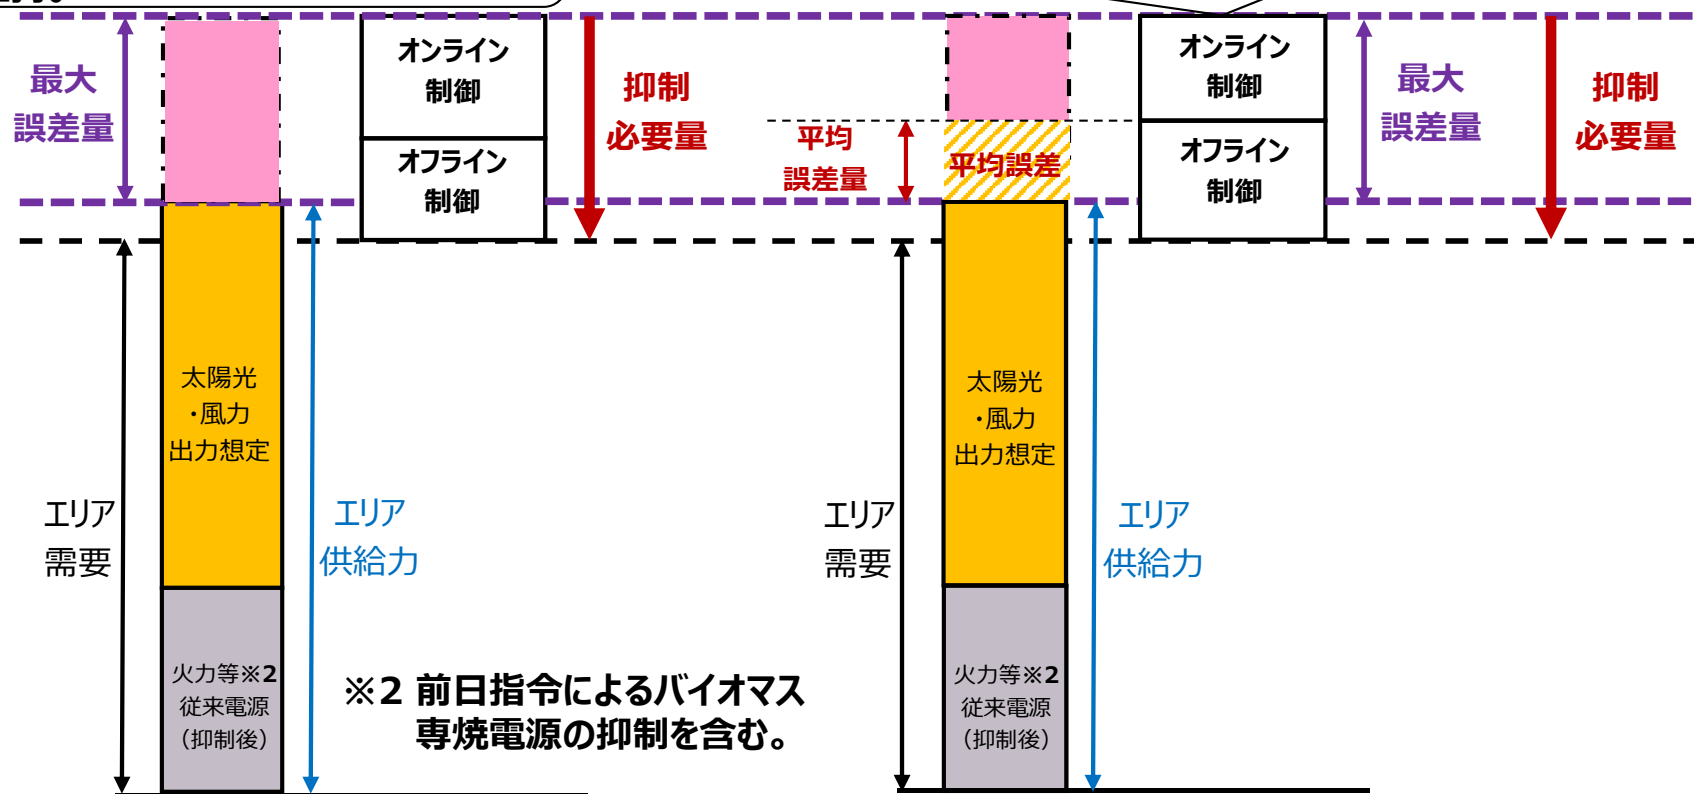 最大
誤差量
オンライン
制御
オフライン
制御
抑制
必要量
太陽光
・風力
出力想定
エリア
需要
エリア
供給力
火力等※2
従来電源
（抑制後）
※2 前日指令によるバイオマス
専焼電源の抑制を含む。
平均
誤差量
平均誤差
オンライン
制御
オフライン
制御
最大
誤差量
抑制
必要量
太陽光
・風力
出力想定
エリア
需要
エリア
供給力
火力等※2
従来電源
（抑制後）